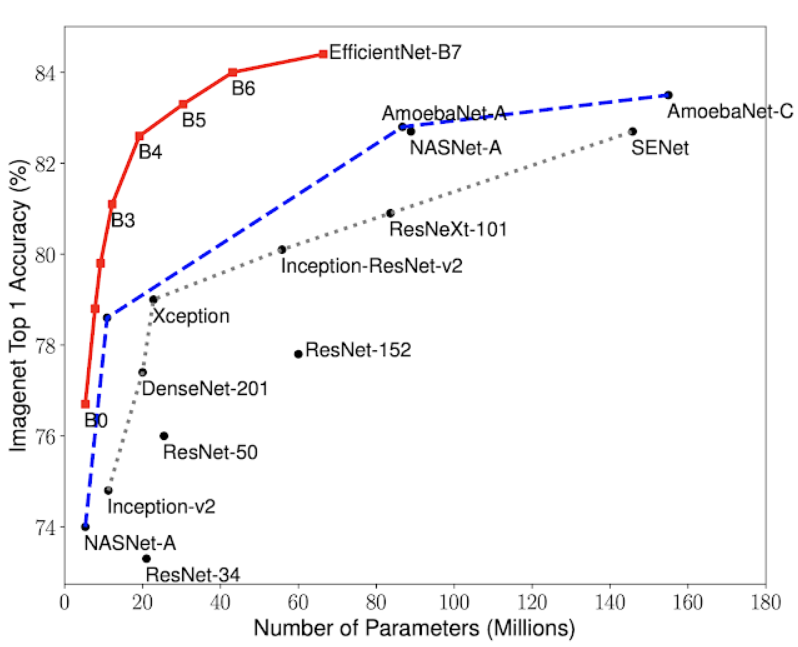 EfficientNet-B7
84
B6
AmoebaNet-A
AmoebaNet-C
B5
NASNet-A
SENet
B4
82
B3
ResNeXt-101
80
Inception-ResNet-v2
Xception
78
ResNet-152
DenseNet-201
B0
76
ResNet-50
Inception-v2
74
NASNet-A
ResNet-34
0 20 40 60 80 100 120 140 160 180
Number of Parameters (Millions)
Imagenet Top 1 Accuracy (%)